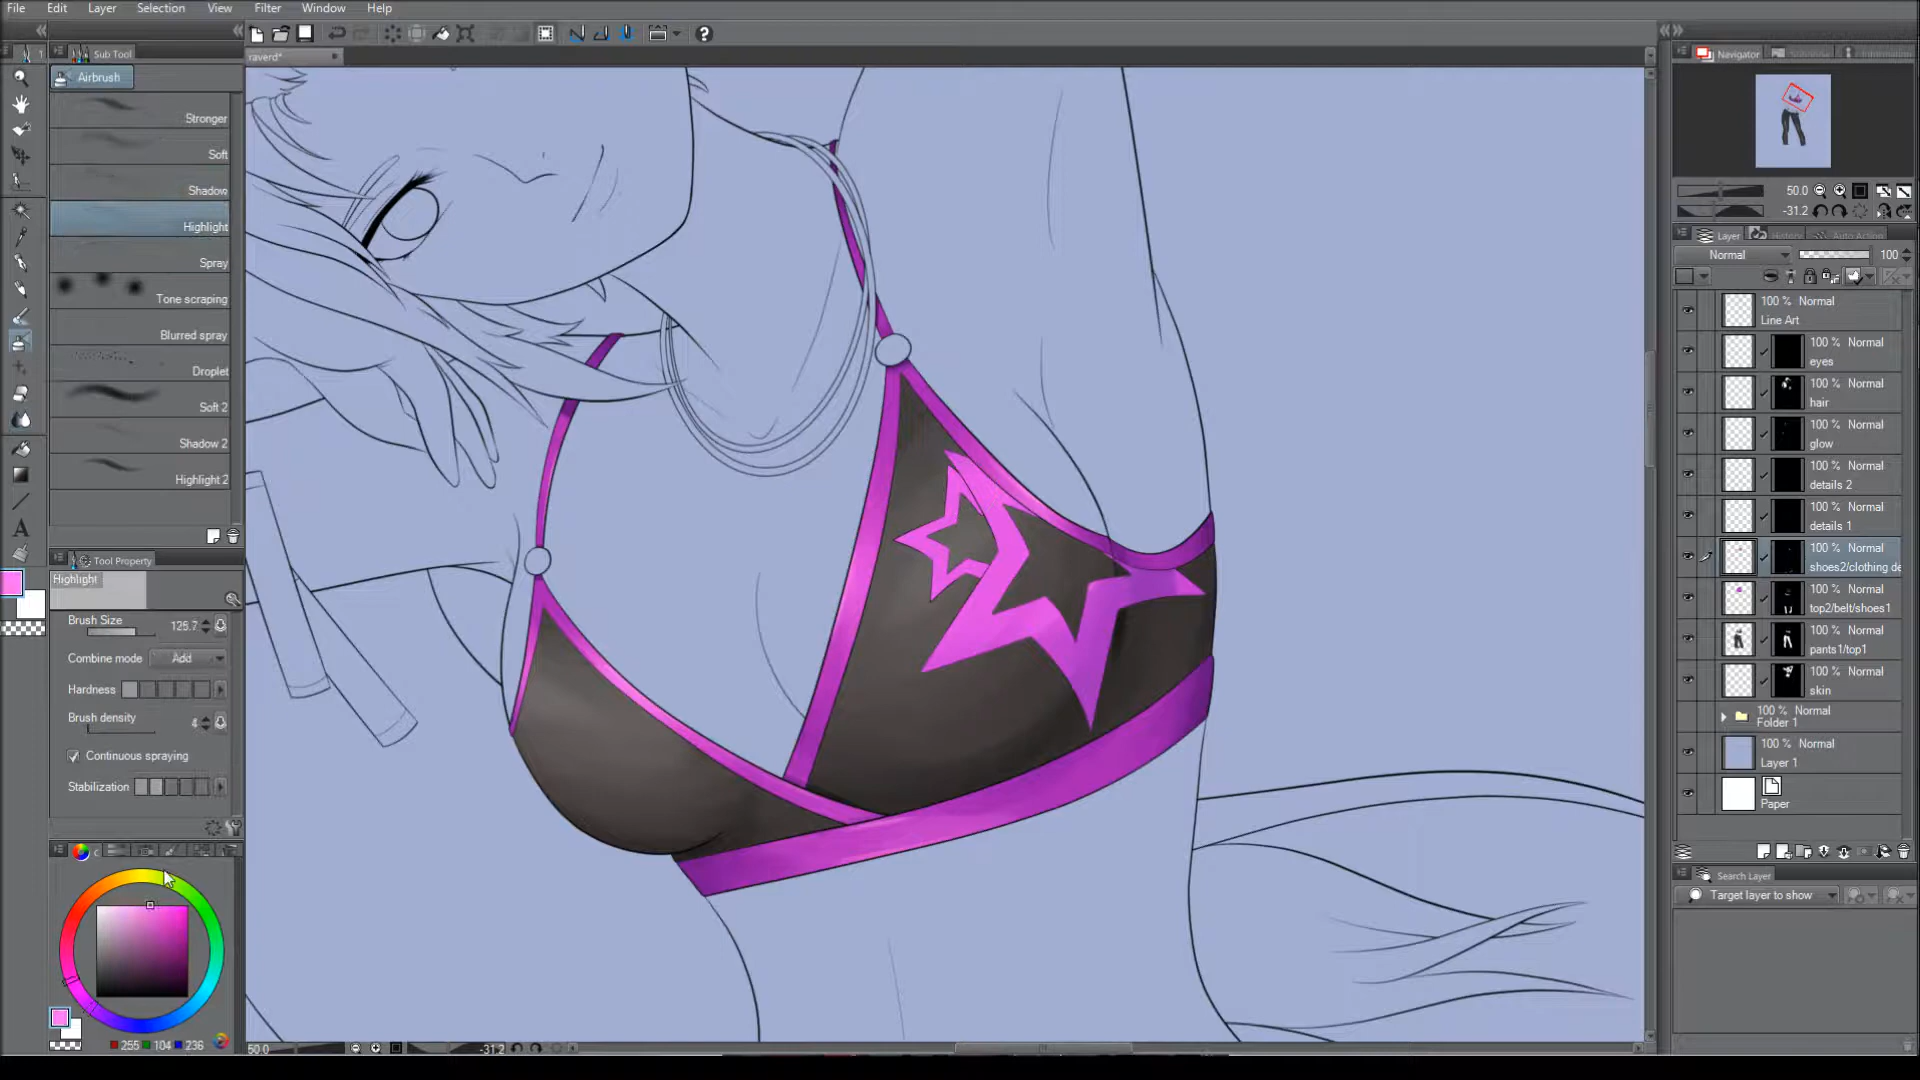 File Edit Layer Selection View Filter Window Help
Sub Tool
raverd*
Navigator
Airbrush
Stronger
Soft
Shadow
Highlight
Spray
Tone scraping
Blurred spray
Droplet
Soft 2
Shadow 2
Highlight 2
50.0
-31.2
Layer History Auto Action
Normal 100
100 % Normal
Line Art
100 % Normal
eyes
100 % Normal
hair
100 % Normal
glow
100 % Normal
details 2
100 % Normal
details 1
100 % Normal
shoes2/clothing de
100 % Normal
top2/belt/shoes1
100 % Normal
pants1/top1
100 % Normal
skin
100 % Normal
Folder 1
100 % Normal
Layer 1
Paper
Search Layer
Target layer to show
Tool Property
Highlight
Brush Size 125.7
Combine mode Add
Hardness
Brush density 4
Continuous spraying
Stabilization
A
255 104 236
50.0 -31.2